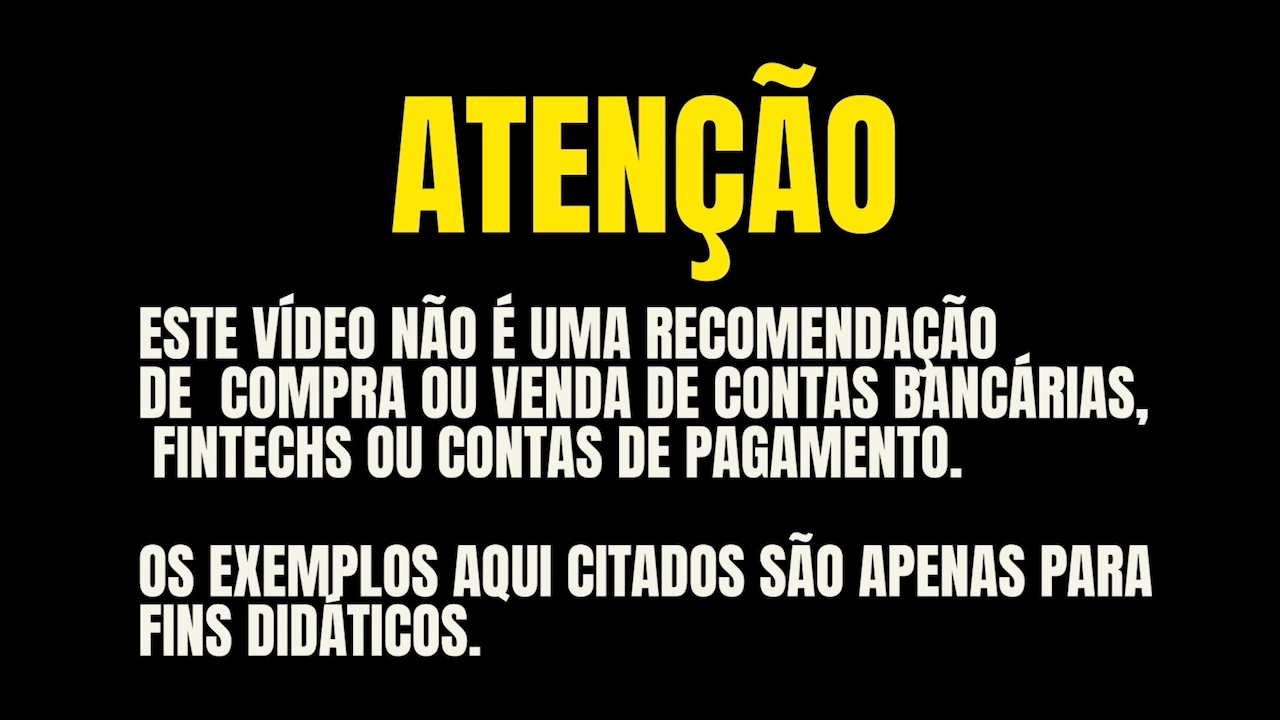 ATENÇÃO
ESTE VÍDEO NÃO É UMA RECOMENDAÇÃO
DE COMPRA OU VENDA DE CONTAS BANCÁRIAS,
FINTECHS OU CONTAS DE PAGAMENTO.
OS EXEMPLOS AQUI CITADOS SÃO APENAS PARA
FINS DIDÁTICOS.